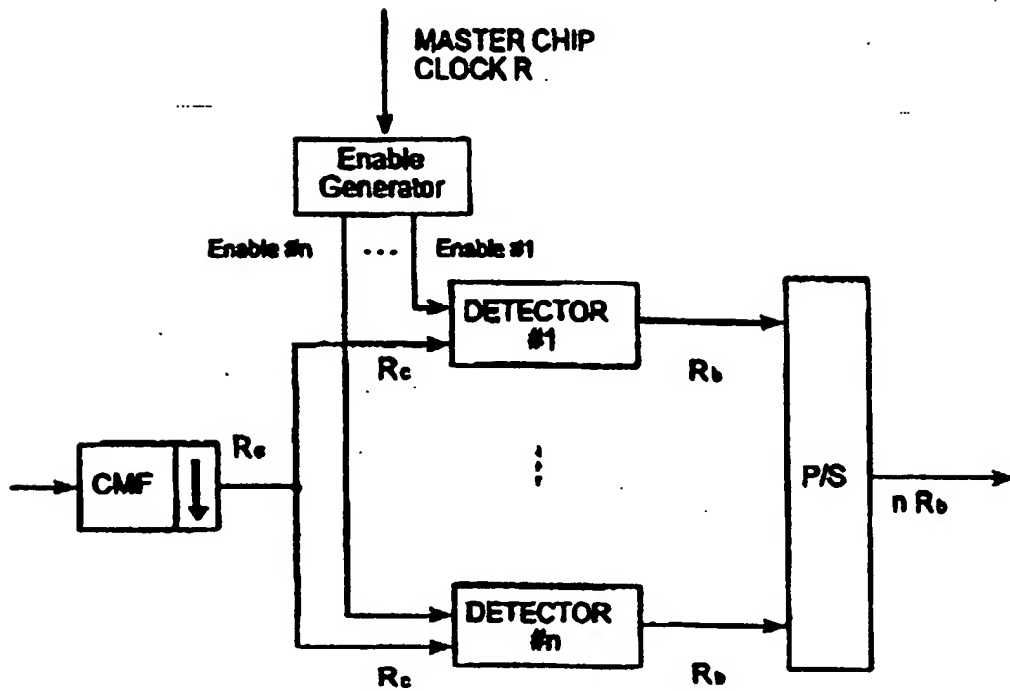 MASTER CHIP
CLOCK R
Enable
Generator
Enable #n
...
Enable #1
DETECTOR
#1
Rc
Rb
CMF
Rc
P/S
n Rb
DETECTOR
#n
Rc
Rb